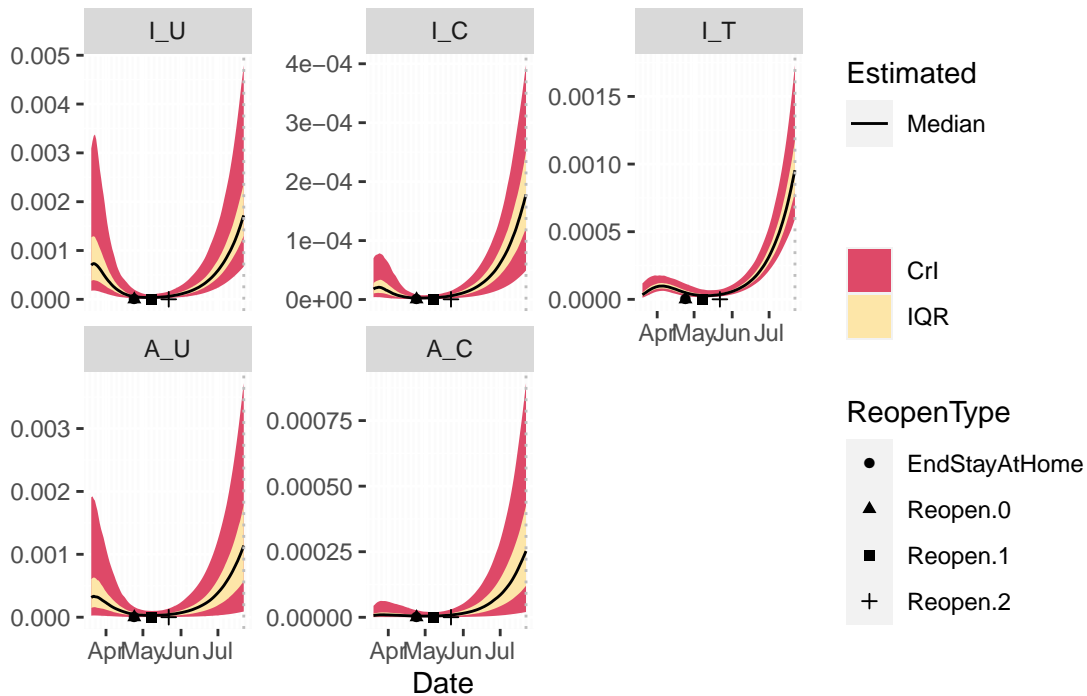 I_U
I_C
I_T
0.005
0.004
0.003
0.002
0.001
0.000
4e−04
3e−04
2e−04
1e−04
0e+00
0.0015
0.0010
0.0005
0.0000
Apr May Jun Jul
A_U
A_C
0.003
0.002
0.001
0.000
0.00075
0.00050
0.00025
0.00000
Apr May Jun Jul
Apr May Jun Jul
Date
Estimated
Median
CrI
IQR
ReopenType
EndStayAtHome
Reopen.0
Reopen.1
Reopen.2